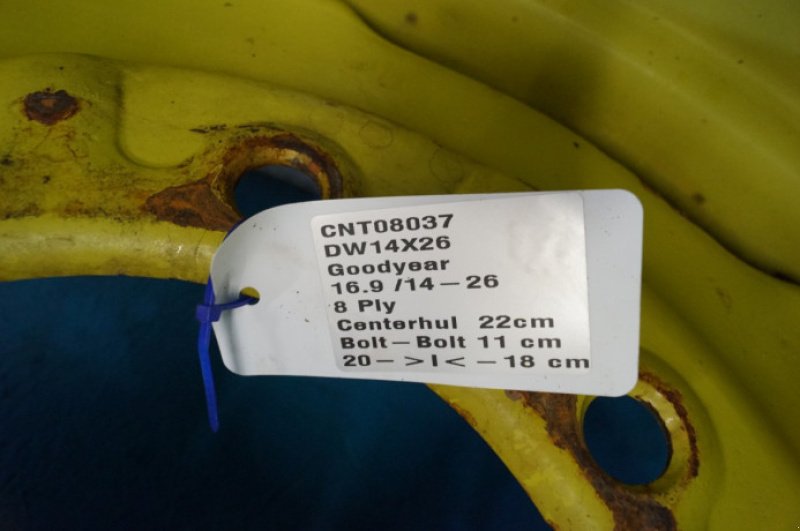 CNT08037
DW14X26
Goodyear
16.9 /14-26
8 Ply
Centerhul 22cm
Bolt-Bolt 11 cm
20- >I< -18 cm